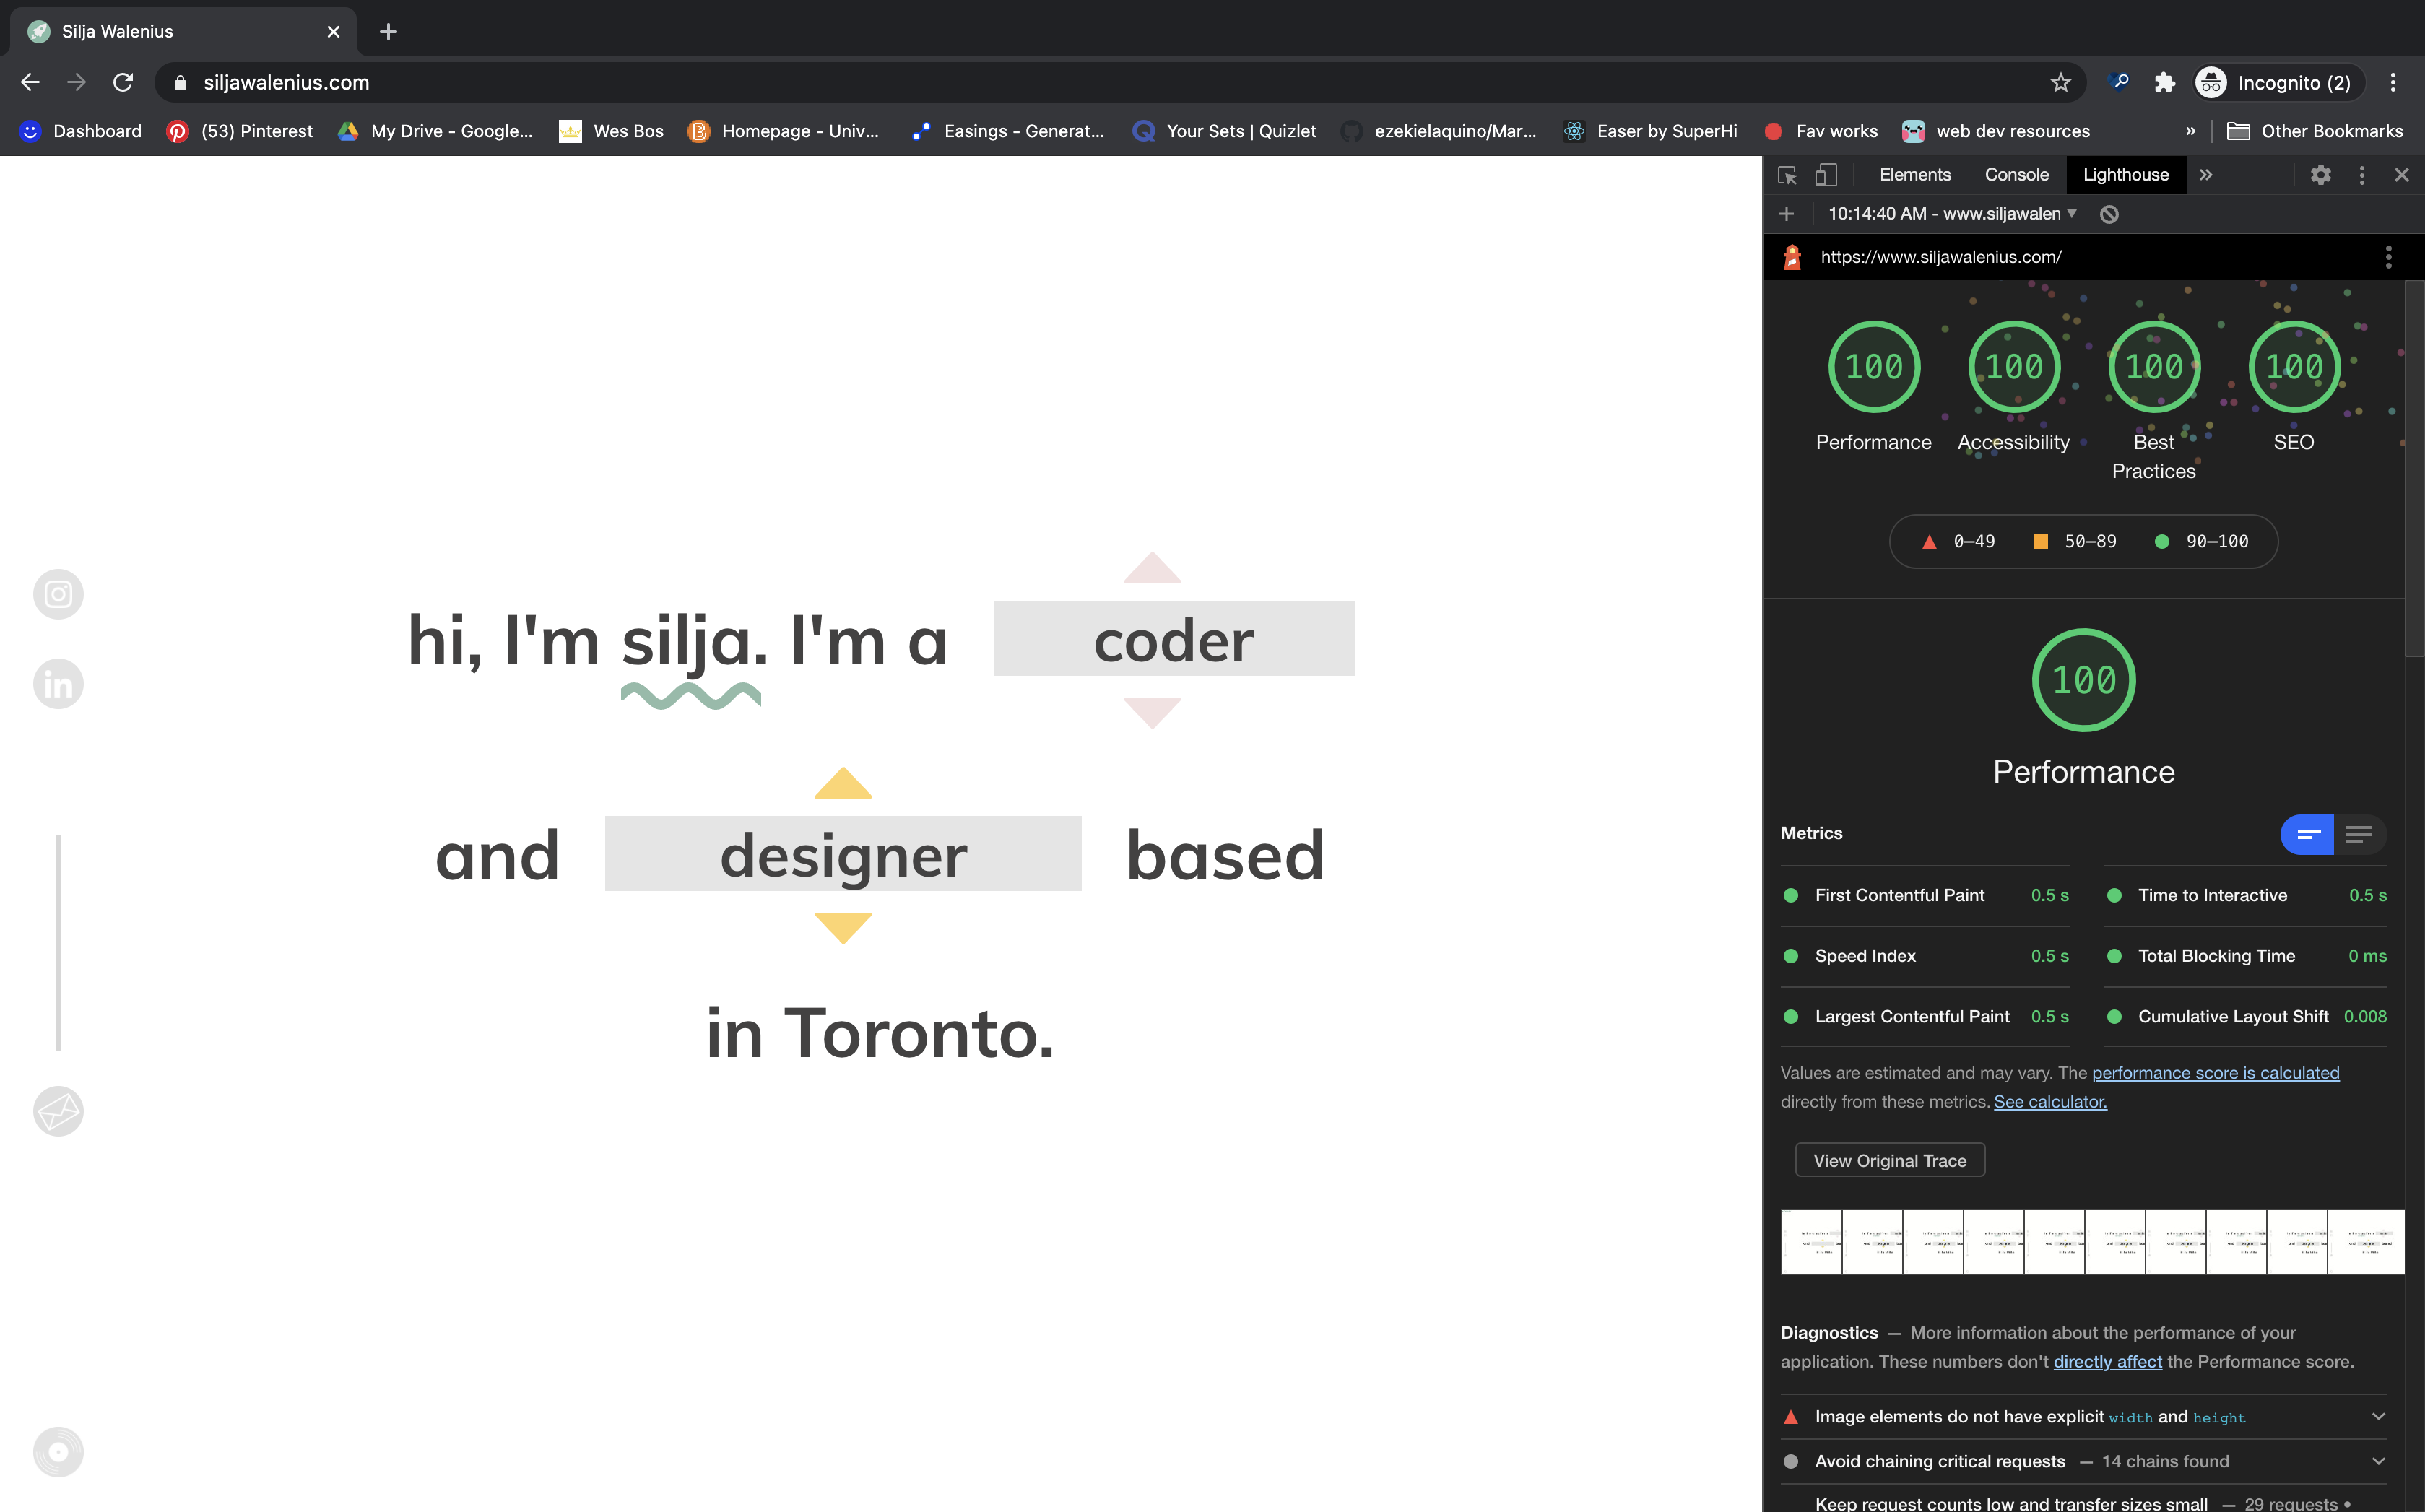 Silja Walenius
siljawalenius.com
Incognito (2)
Dashboard
(53) Pinterest
My Drive - Google...
Wes Bos
Homepage - Univ...
Easings - Generat...
Your Sets | Quizlet
ezekielaquino/Mar...
Easer by SuperHi
Fav works
web dev resources
»
Other Bookmarks
hi, I'm silja. I'm a coder
and designer based
in Toronto.
Elements Console Lighthouse »
10:14:40 AM - www.siljawalen
https://www.siljawalenius.com/
100 100 100 100
Performance Accessibility Best Practices SEO
0–49 50–89 90–100
100
Performance
Metrics
First Contentful Paint 0.5 s
Time to Interactive 0.5 s
Speed Index 0.5 s
Total Blocking Time 0 ms
Largest Contentful Paint 0.5 s
Cumulative Layout Shift 0.008
Values are estimated and may vary. The performance score is calculated
directly from these metrics. See calculator.
View Original Trace
Diagnostics — More information about the performance of your
application. These numbers don't directly affect the Performance score.
Image elements do not have explicit width and height
Avoid chaining critical requests — 14 chains found
Keep request counts low and transfer sizes small — 29 requests •